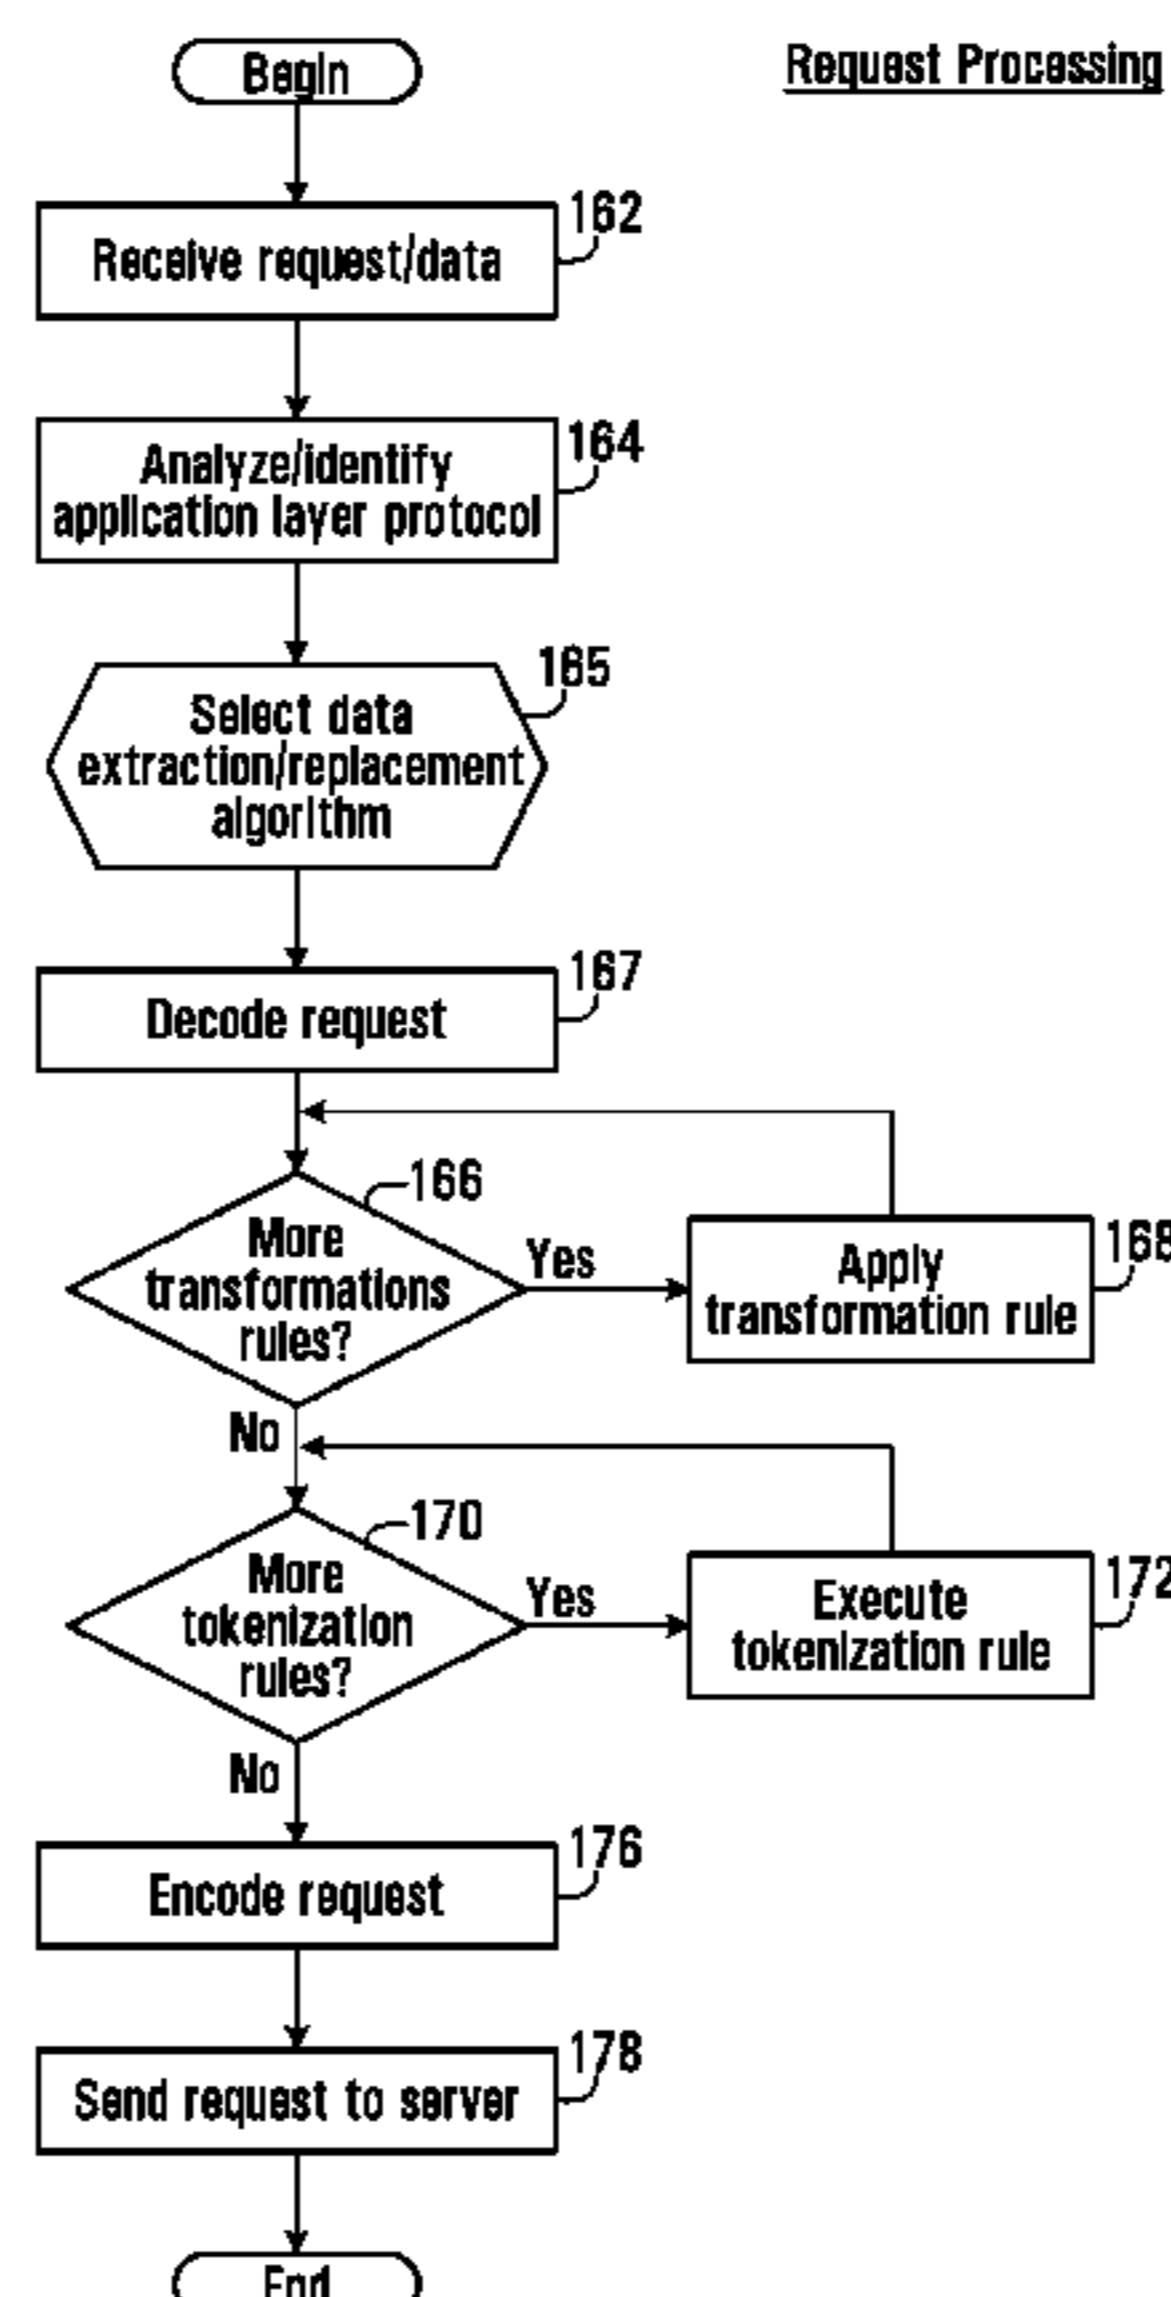 Begin
Request Processing
162
Receive request/data
164
Analyze/identify
application layer protocol
165
Select data
extraction/replacement
algorithm
167
Decode request
166
More
transformations
rules?
Yes
168
Apply
transformation rule
No
170
More
tokenization
rules?
Yes
172
Execute
tokenization rule
No
176
Encode request
178
Send request to server
End